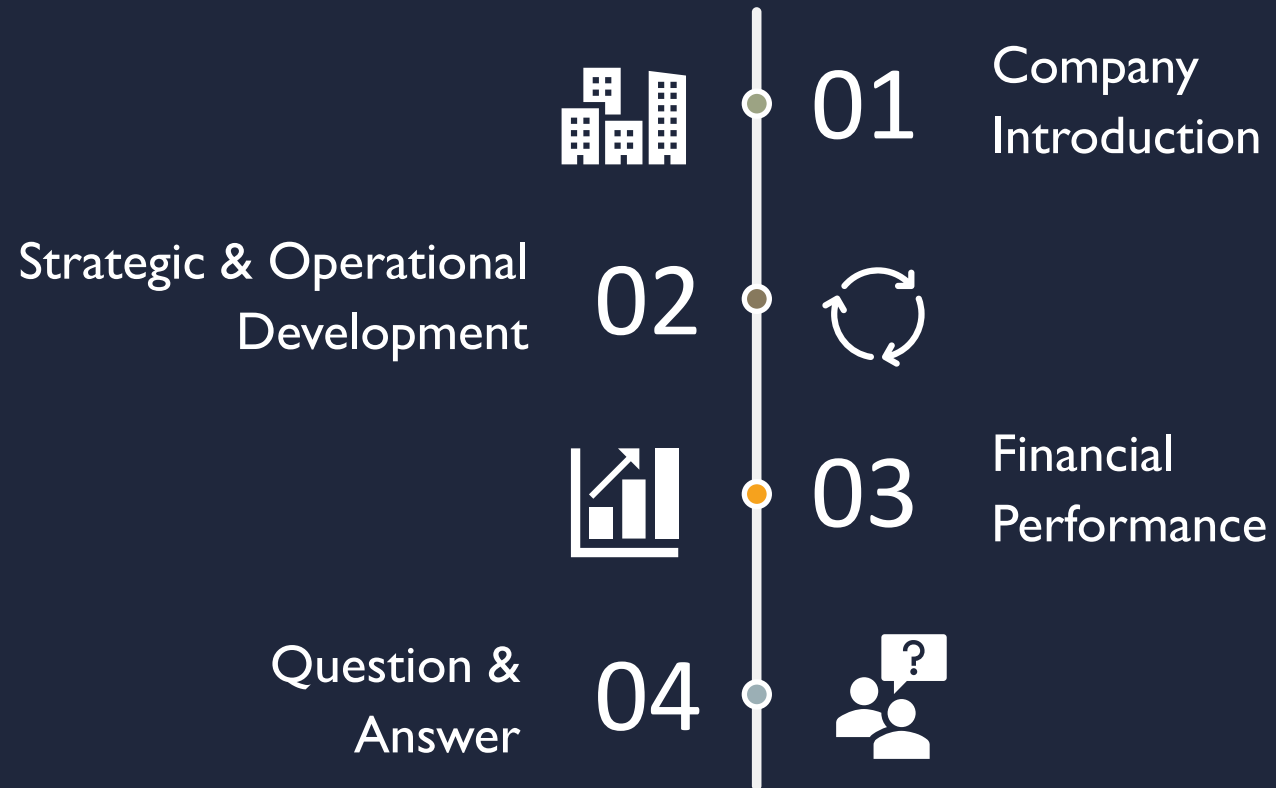 01
Company
Introduction
Strategic & Operational
Development
02
03
Financial
Performance
Question &
Answer
04
?